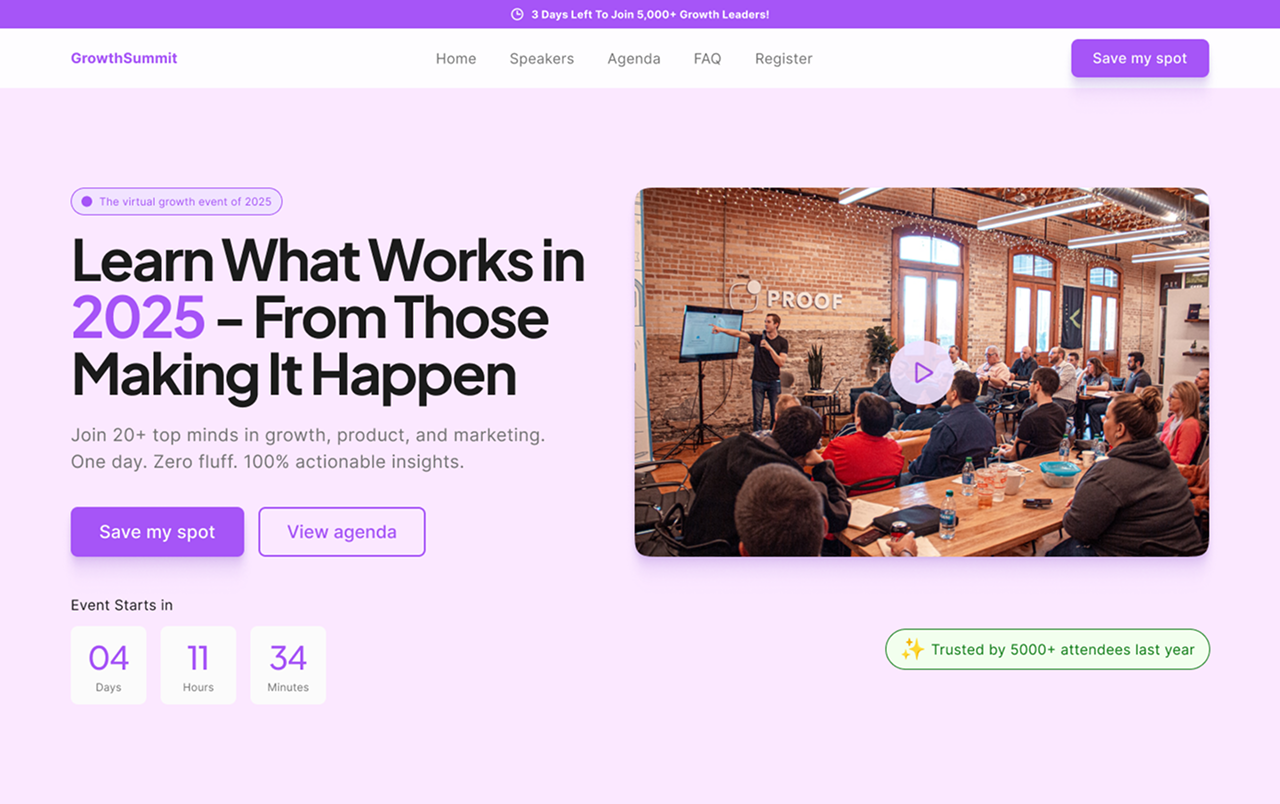 3 Days Left To Join 5,000+ Growth Leaders!
GrowthSummit
Home
Speakers
Agenda
FAQ
Register
Save my spot
The virtual growth event of 2025
Learn What Works in
2025 – From Those
Making It Happen
Join 20+ top minds in growth, product, and marketing.
One day. Zero fluff. 100% actionable insights.
Save my spot
View agenda
PROOF
Event Starts in
04
Days
11
Hours
34
Minutes
✨ Trusted by 5000+ attendees last year